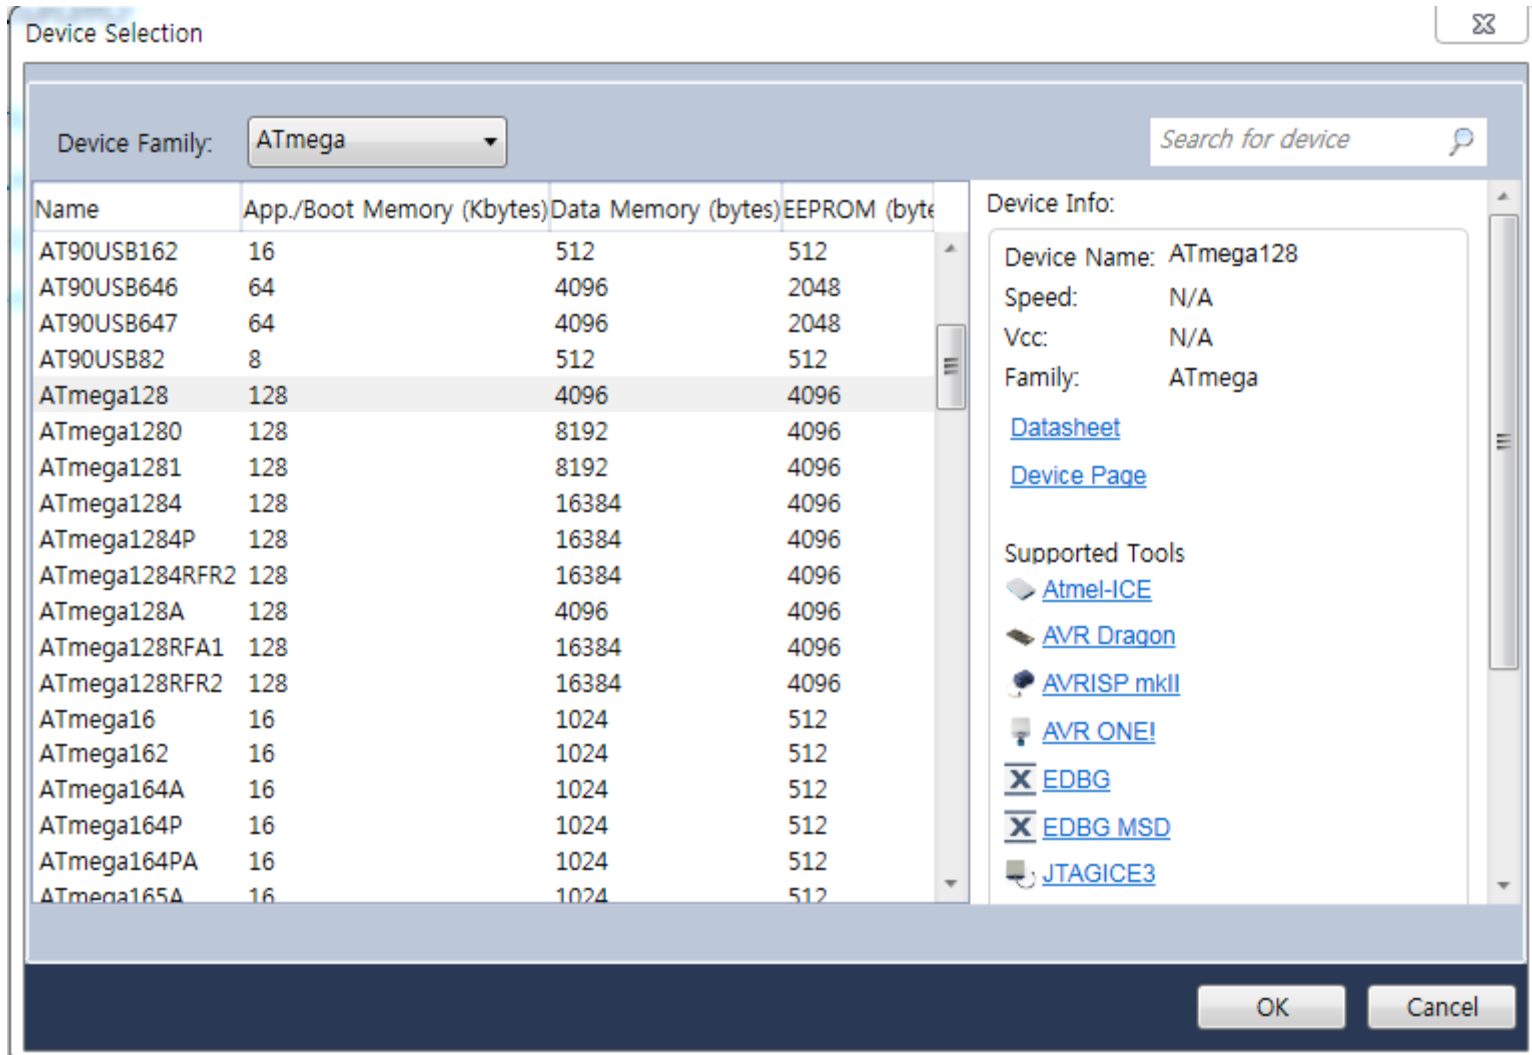 Device Selection
Device Family: ATmega Search for device
Name App./Boot Memory (Kbytes) Data Memory (bytes) EEPROM (byte
AT90USB162 16 512 512
AT90USB646 64 4096 2048
AT90USB647 64 4096 2048
AT90USB82 8 512 512
ATmega128 128 4096 4096
ATmega1280 128 8192 4096
ATmega1281 128 8192 4096
ATmega1284 128 16384 4096
ATmega1284P 128 16384 4096
ATmega1284RFR2 128 16384 4096
ATmega128A 128 4096 4096
ATmega128RFA1 128 16384 4096
ATmega128RFR2 128 16384 4096
ATmega16 16 1024 512
ATmega162 16 1024 512
ATmega164A 16 1024 512
ATmega164P 16 1024 512
ATmega164PA 16 1024 512
ATmega165A 16 1024 512
Device Info:
Device Name: ATmega128
Speed: N/A
Vcc: N/A
Family: ATmega
Datasheet
Device Page
Supported Tools
Atmel-ICE
AVR Dragon
AVRISP mkII
AVR ONE!
EDBG
EDBG MSD
JTAGICE3
OK Cancel